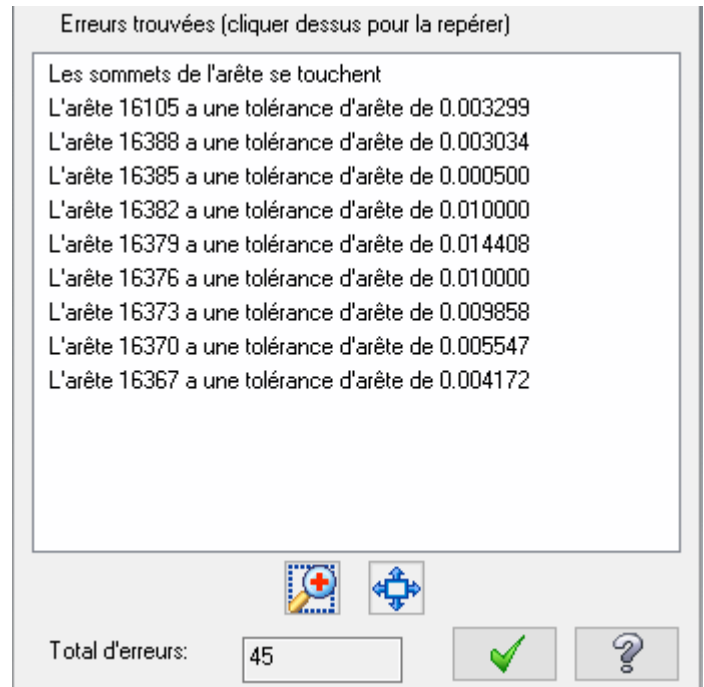 Erreurs trouvées (cliquer dessus pour la repérer)
Les sommets de l'arête se touchent
L'arête 16105 a une tolérance d'arête de 0.003299
L'arête 16388 a une tolérance d'arête de 0.003034
L'arête 16385 a une tolérance d'arête de 0.000500
L'arête 16382 a une tolérance d'arête de 0.010000
L'arête 16379 a une tolérance d'arête de 0.014408
L'arête 16376 a une tolérance d'arête de 0.010000
L'arête 16373 a une tolérance d'arête de 0.009858
L'arête 16370 a une tolérance d'arête de 0.005547
L'arête 16367 a une tolérance d'arête de 0.004172
Total d'erreurs: 45